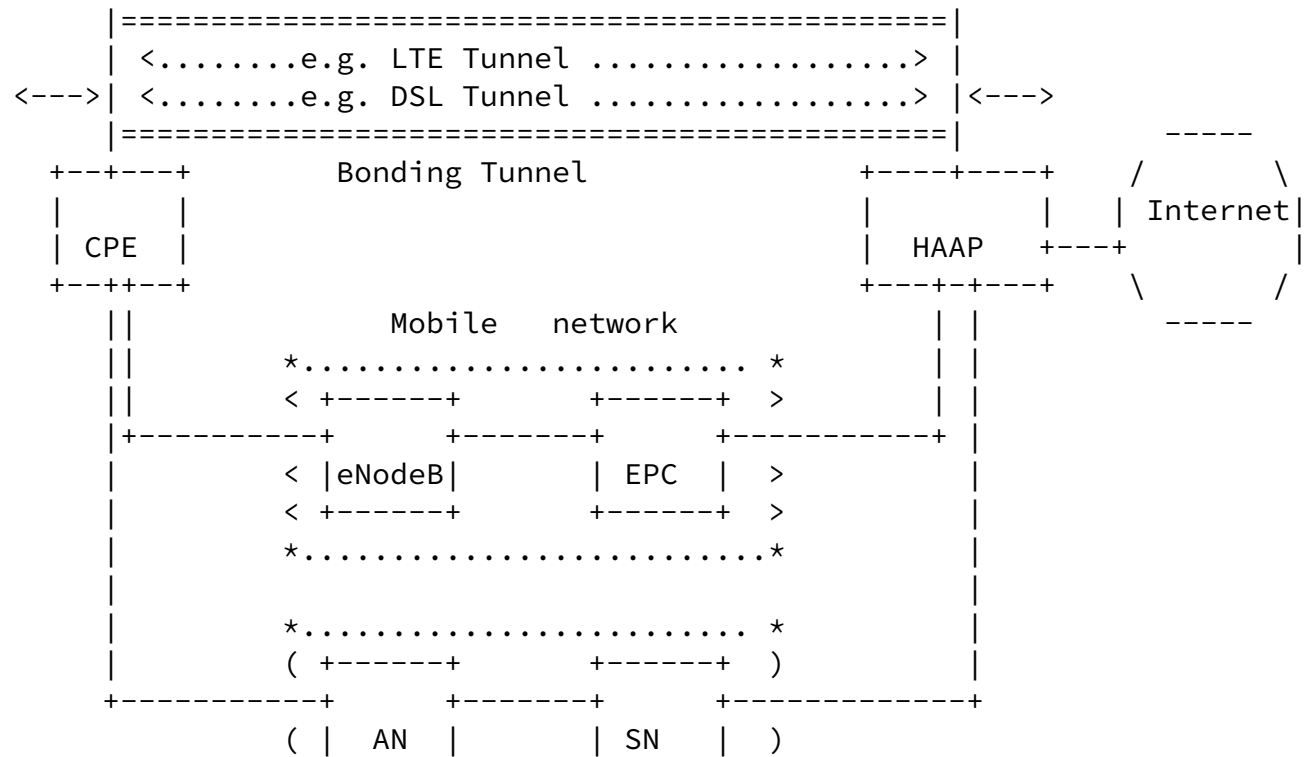 |==============================================|
| <........e.g. LTE Tunnel ..................> |
<--->| <........e.g. DSL Tunnel ..................> |<--->
|==============================================| -----
+--+---+ Bonding Tunnel +----+----+ / \
| | | | | Internet|
| CPE | | HAAP +---+ |
+--++--+ +---+-+---+ \ /
|| Mobile network | | -----
|| *......................... * | |
|| < +------+ +------+ > | |
|+-----------+ +-------+ +------------+ |
| < |eNodeB| | EPC | > |
| < +------+ +------+ > |
| *..........................* |
| |
| *......................... * |
| ( +------+ +------+ ) |
+------------+ +-------+ +--------------+
( | AN | | SN | )